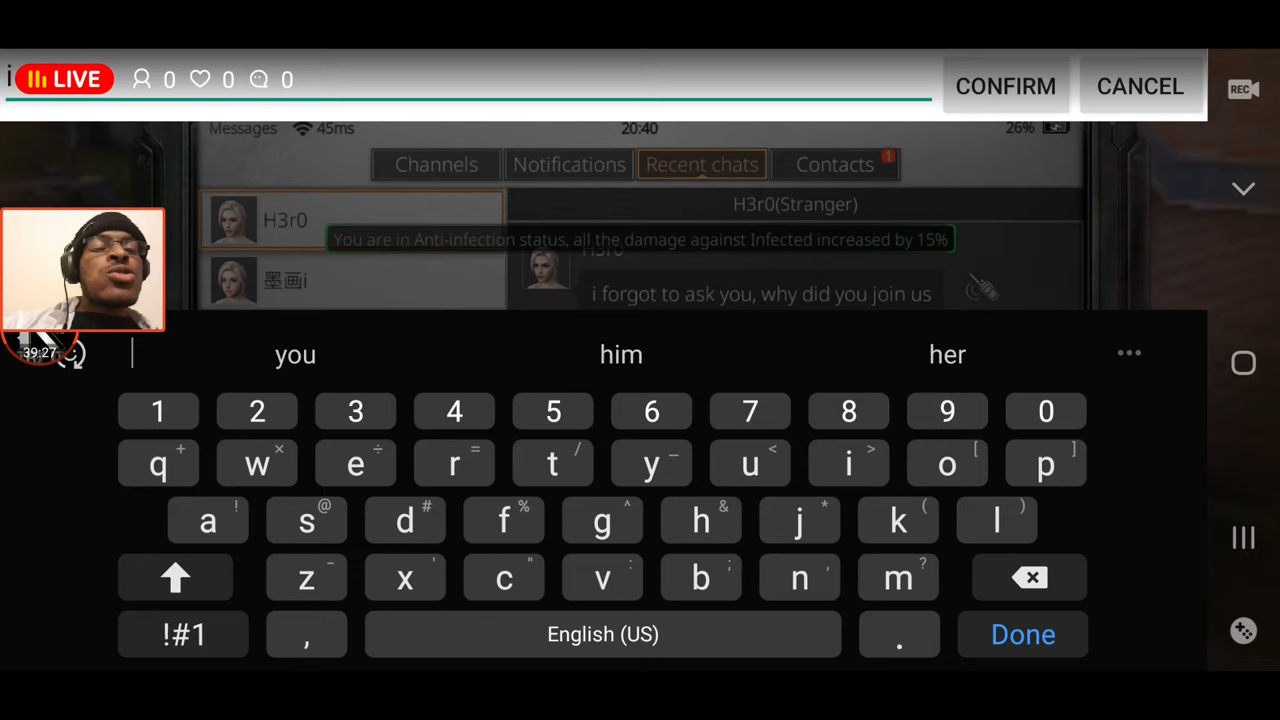 i
LIVE 0 0 0
CONFIRM CANCEL
REC
Messages 45ms 20:40 26%
Channels Notifications Recent chats Contacts 1
H3r0 H3r0(Stranger)
You are in Anti-infection status, all the damage against Infected increased by 15%
H3r0
墨画i
i forgot to ask you, why did you join us
39:27
you him her ...
1 2 3 4 5 6 7 8 9 0
q + w × e ÷ r = t / y _ u < i > o [ p ]
a ! s @ d # f % g ^ h & j * k ( l )
z - x ' c " v : b ; n , m ?
!#1 , English (US) . Done